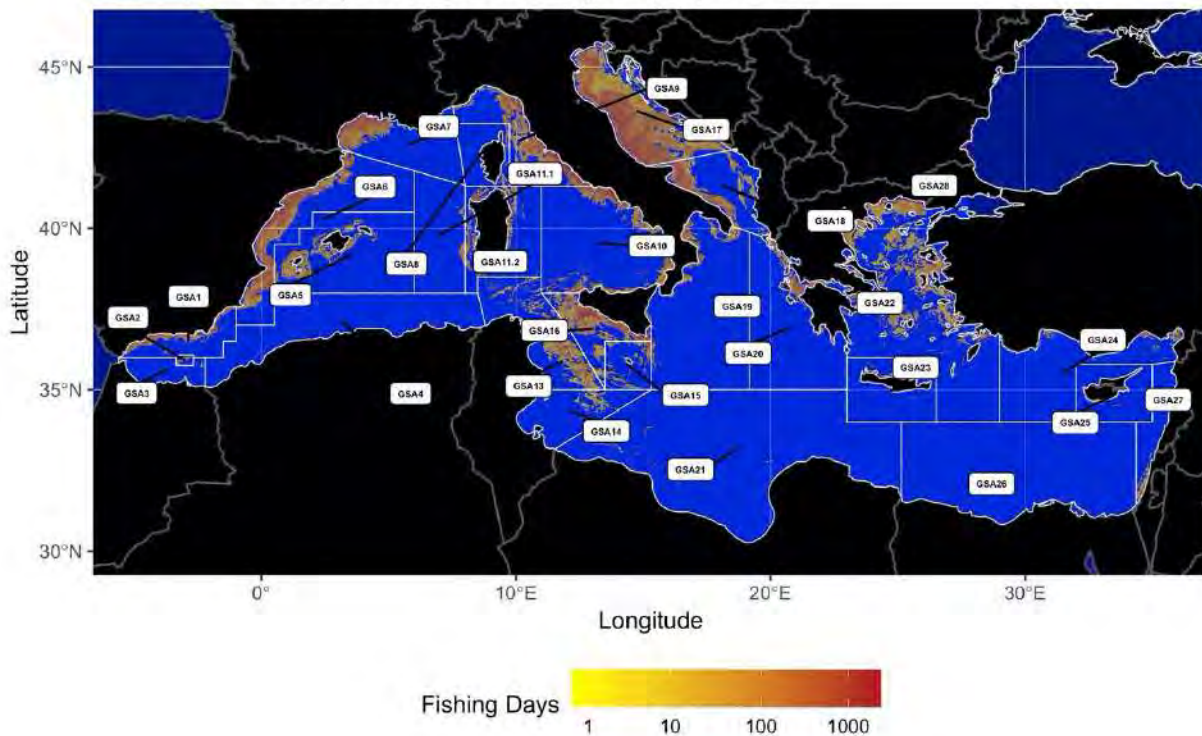 45°N
40°N
35°N
30°N
Latitude
GSA9
GSA7
GSA17
GSA11.1
GSA6
GSA28
GSA18
GSA10
GSA8
GSA11.2
GSA5
GSA1
GSA2
GSA19
GSA22
GSA16
GSA20
GSA24
GSA23
GSA3
GSA4
GSA13
GSA15
GSA27
GSA25
GSA14
GSA21
GSA26
0°
10°E
20°E
30°E
Longitude
Fishing Days
1
10
100
1000